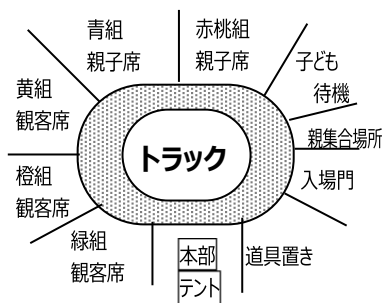 青組
親子席
赤桃組
親子席
子ども
待機
親集合場所
入場門
黄組
観客席
トラック
橙組
観客席
緑組
観客席
本部
テント
道具置き